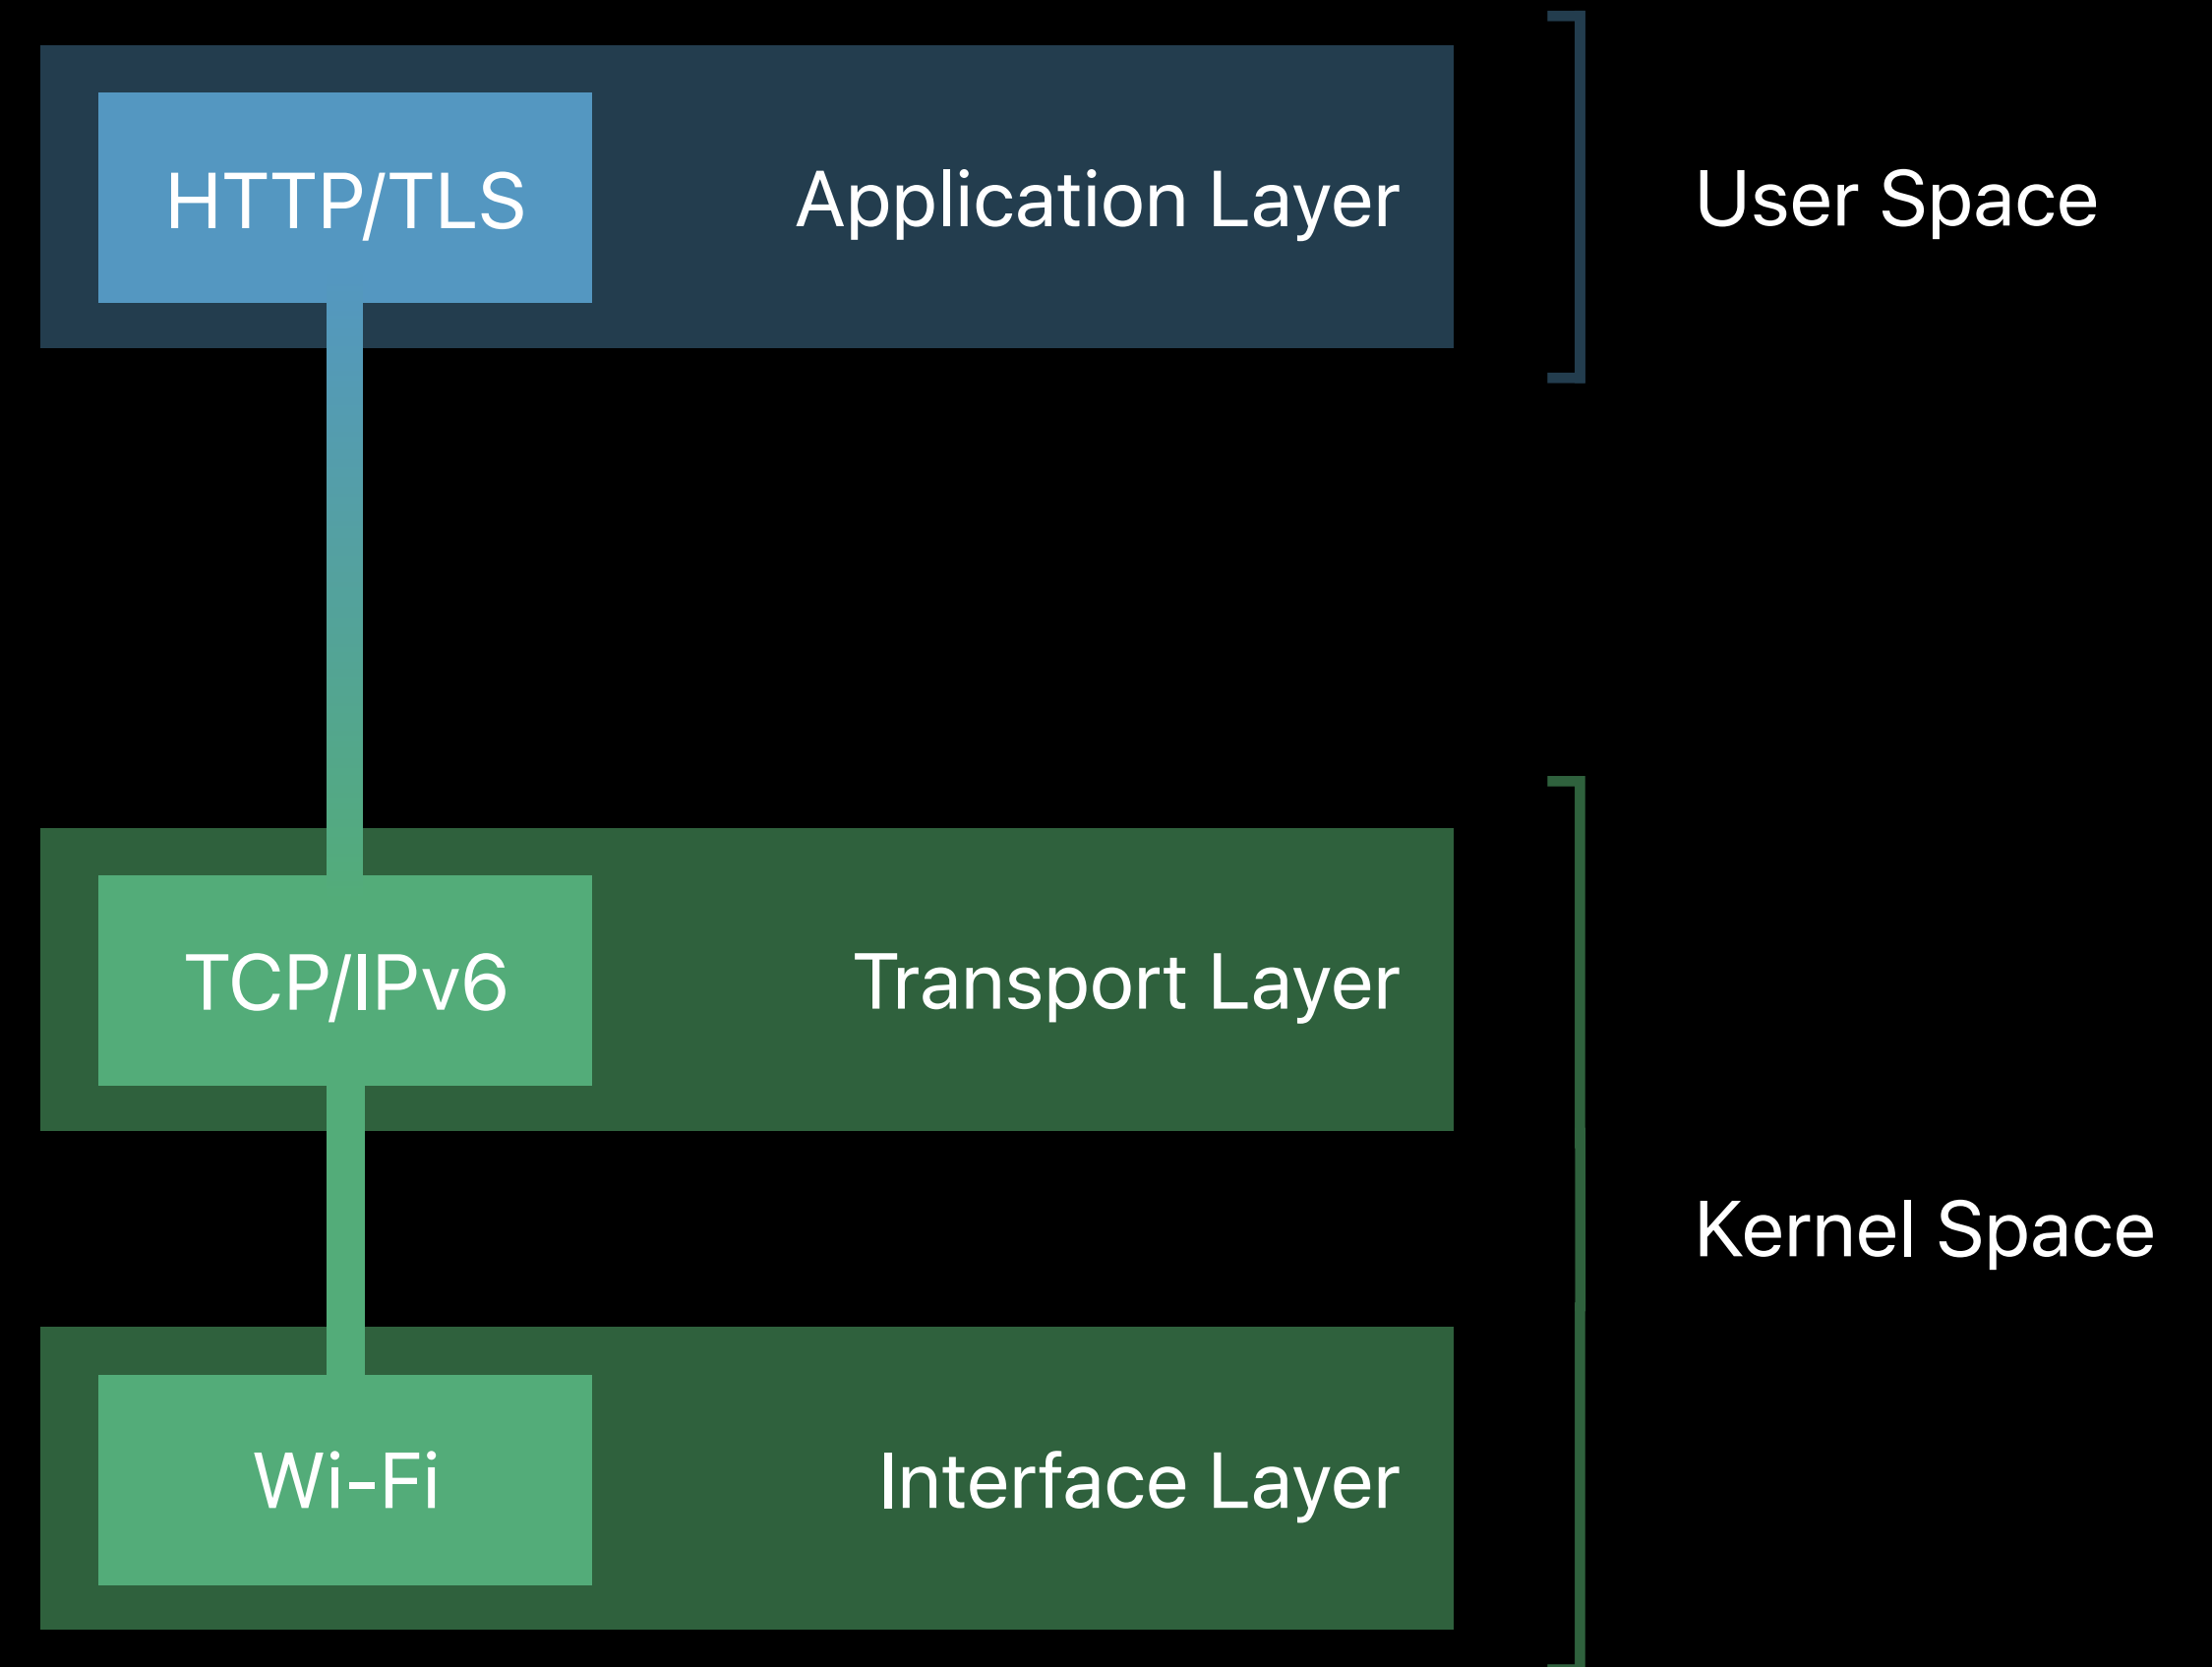 HTTP/TLS
Application Layer
User Space
TCP/IPv6
Transport Layer
Kernel Space
Wi-Fi
Interface Layer